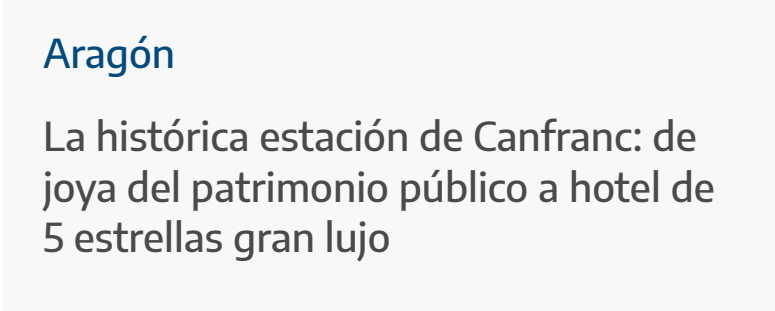 Aragón
La histórica estación de Canfranc: de
joya del patrimonio público a hotel de
5 estrellas gran lujo